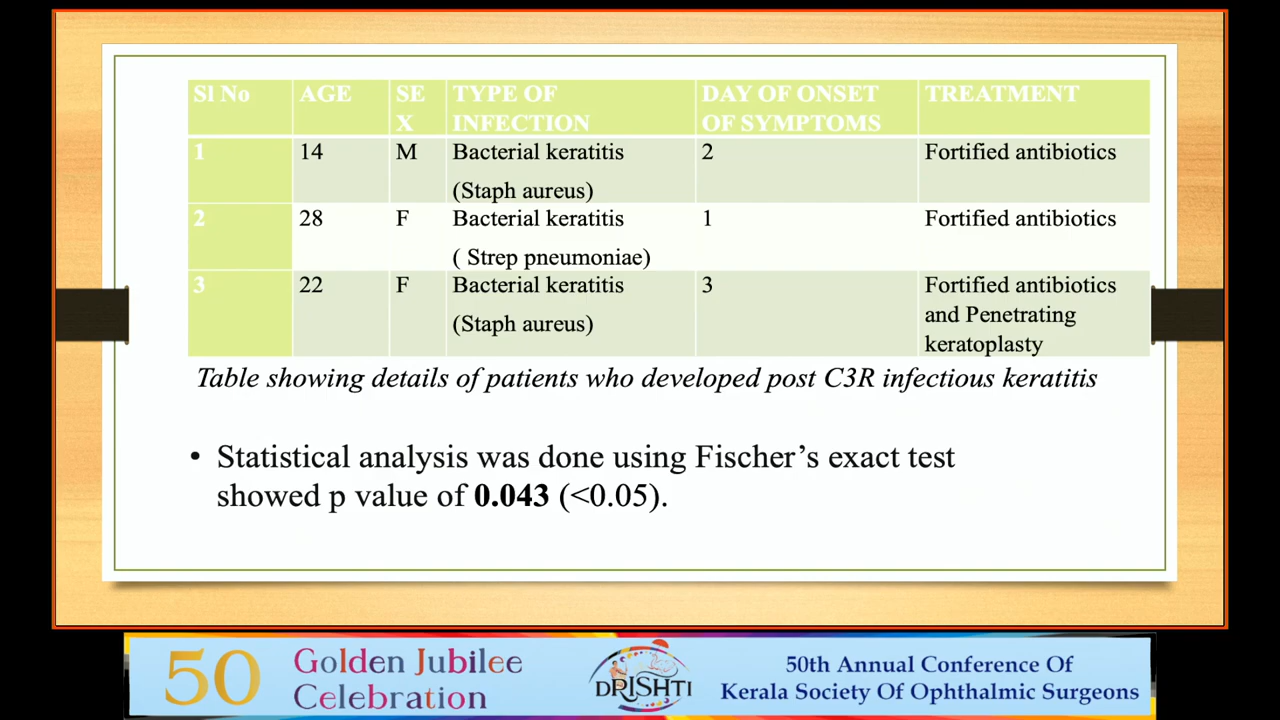 Sl No AGE SE TYPE OF DAY OF ONSET TREATMENT
X INFECTION OF SYMPTOMS
1 14 M Bacterial keratitis 2 Fortified antibiotics
(Staph aureus)
2 28 F Bacterial keratitis 1 Fortified antibiotics
( Strep pneumoniae)
3 22 F Bacterial keratitis 3 Fortified antibiotics
(Staph aureus) and Penetrating
keratoplasty
Table showing details of patients who developed post C3R infectious keratitis
• Statistical analysis was done using Fischer’s exact test
showed p value of 0.043 (<0.05).
50 Golden Jubilee
Celebration
DRISHTI
50th Annual Conference Of
Kerala Society Of Ophthalmic Surgeons